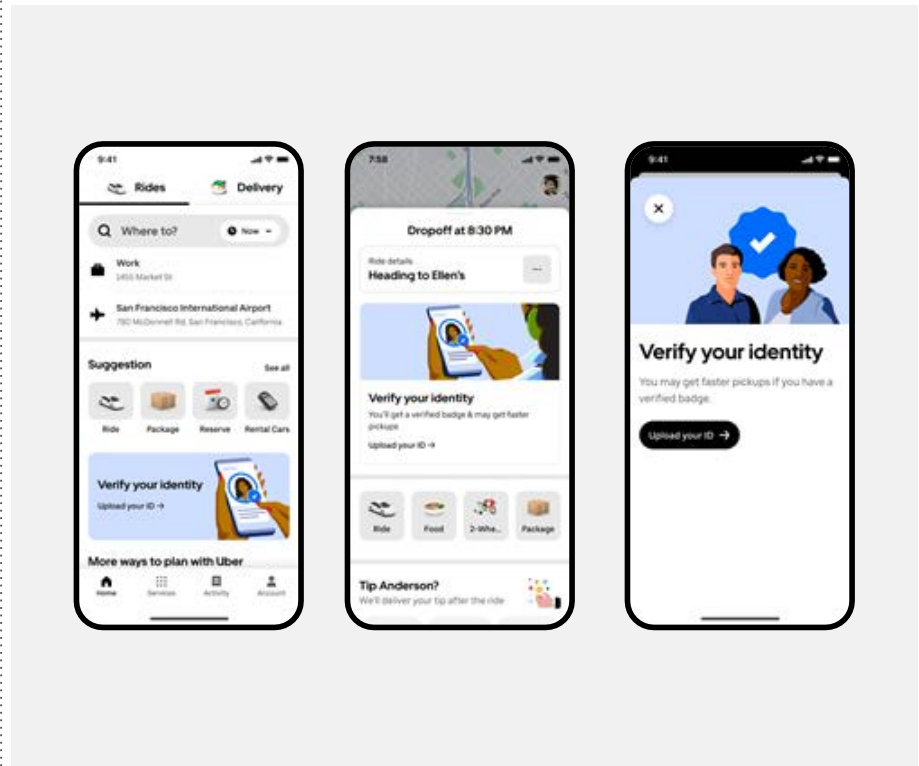 9:41
Rides
Delivery
Where to?
Now
Work
1455 Market St
San Francisco International Airport
780 McDonnell Rd, San Francisco, California
Suggestion
See all
Ride
Package
Reserve
Rental Cars
Verify your identity
Upload your ID →
More ways to plan with Uber
Home
Services
Activity
Account
7:58
Dropoff at 8:30 PM
Ride details
Heading to Ellen's
...
Verify your identity
You'll get a verified badge & may get faster
pickups
Upload your ID →
Ride
Food
2-Whe...
Package
Tip Anderson?
We'll deliver your tip after the ride
9:41
Verify your identity
You may get faster pickups if you have a
verified badge.
Upload your ID →